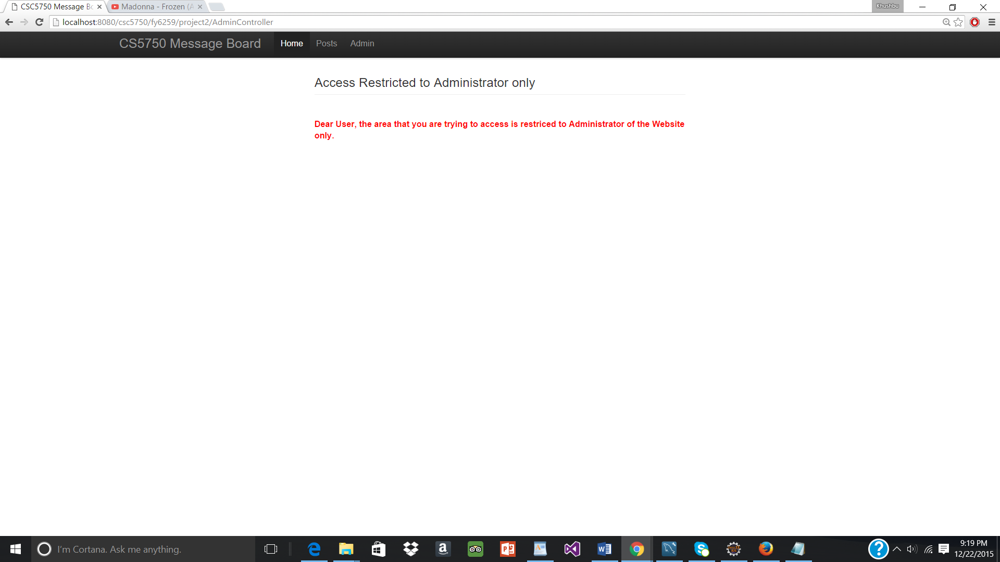 CSC5750 Message Bo
Madonna - Frozen (A
Khushbu
localhost:8080/csc5750/fy6259/project2/AdminController
CS5750 Message Board
Home
Posts
Admin
Access Restricted to Administrator only
Dear User, the area that you are trying to access is restriced to Administrator of the Website
only.
I'm Cortana. Ask me anything.
9:19 PM
12/22/2015